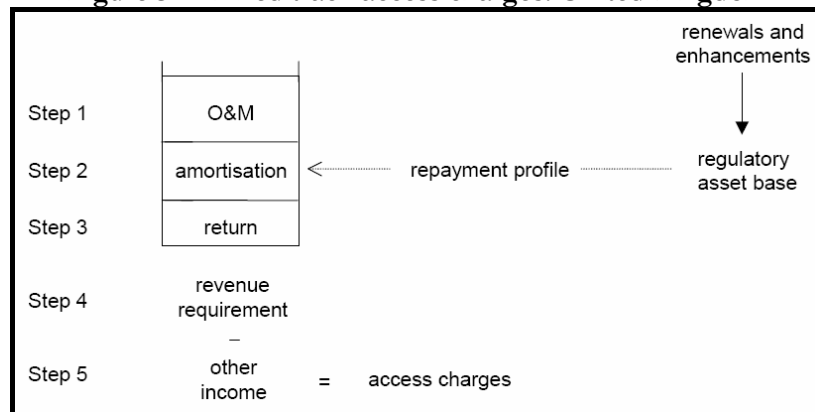 renewals and
enhancements
Step 1 O&M
Step 2 amortisation repayment profile regulatory
asset base
Step 3 return
Step 4 revenue
requirement
–
Step 5 other
income = access charges